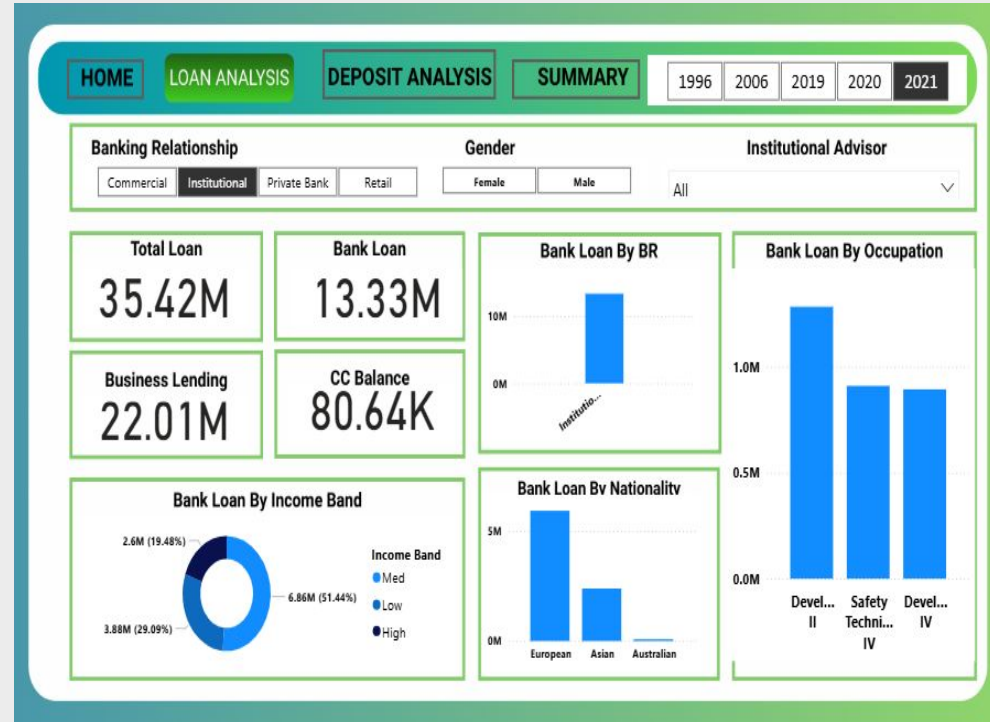 HOME
LOAN ANALYSIS
DEPOSIT ANALYSIS
SUMMARY
1996 2006 2019 2020 2021
Banking Relationship
Commercial Institutional Private Bank Retail
Gender
Female Male
Institutional Advisor
All
Total Loan
35.42M
Bank Loan
13.33M
Business Lending
22.01M
CC Balance
80.64K
Bank Loan By BR
10M
0M
Institutio...
Bank Loan By Occupation
1.0M
0.5M
0.0M
Devel...
II
Safety
Techni...
IV
Devel...
IV
Bank Loan By Income Band
2.6M (19.48%)
6.86M (51.44%)
3.88M (29.09%)
Income Band
Med
Low
High
Bank Loan By Nationality
5M
0M
European Asian Australian